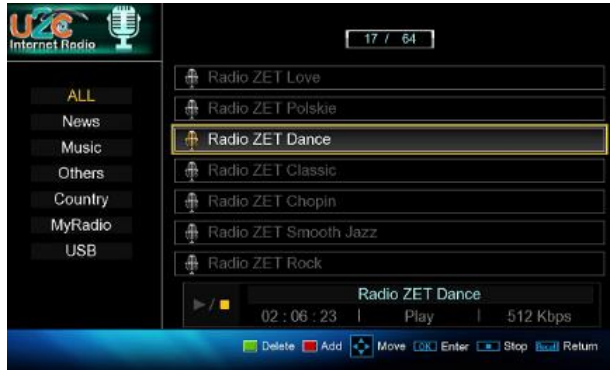 U2C
Internet Radio
17 / 64
ALL
News
Music
Others
Country
MyRadio
USB
Radio ZET Love
Radio ZET Polskie
Radio ZET Dance
Radio ZET Classic
Radio ZET Chopin
Radio ZET Smooth Jazz
Radio ZET Rock
Radio ZET Dance
02 : 06 : 23 | Play | 512 Kbps
Delete Add Move OK Enter Stop Recall Return